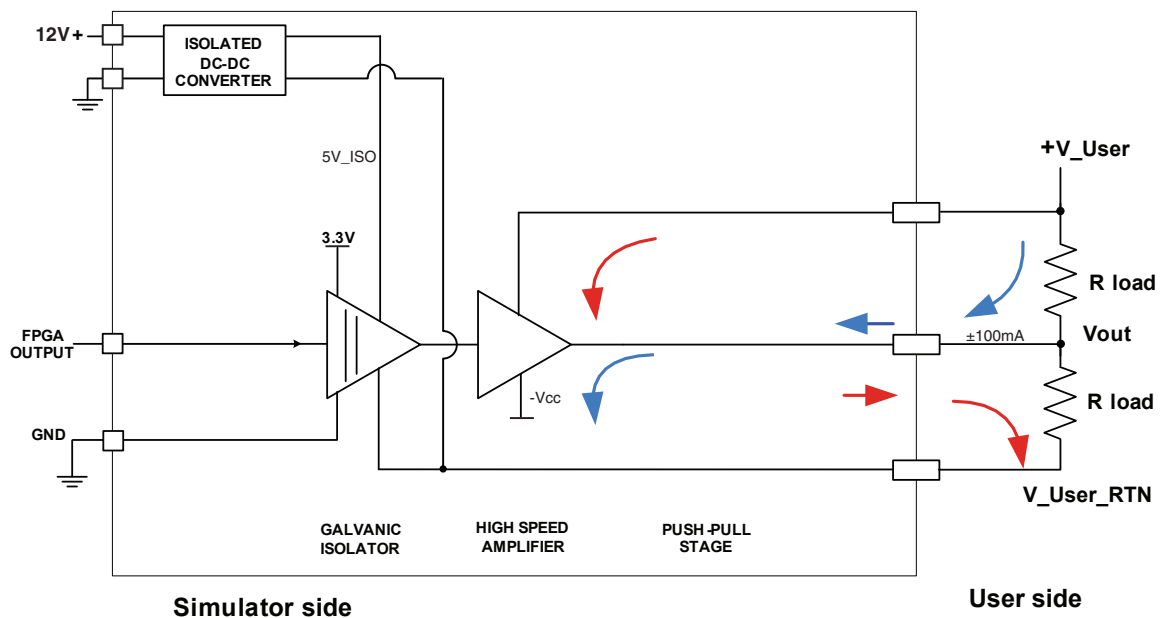 12V+
ISOLATED
DC-DC
CONVERTER
5V_ISO
+V_User
3.3V
R load
FPGA
OUTPUT
±100mA
Vout
-Vcc
R load
GND
V_User_RTN
GALVANIC
ISOLATOR
HIGH SPEED
AMPLIFIER
PUSH-PULL
STAGE
Simulator side
User side